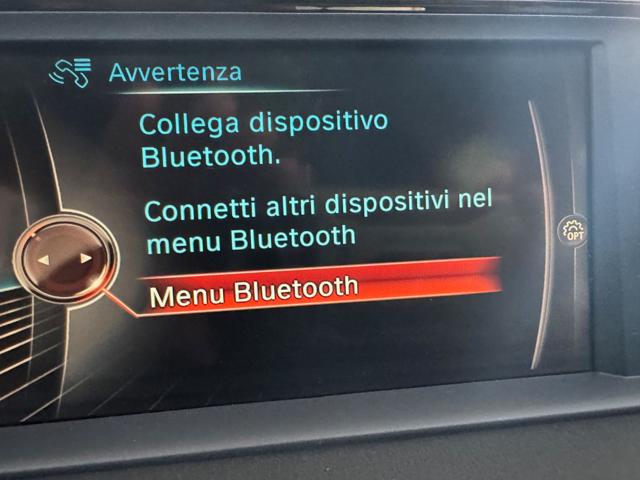 Avvertenza
Collega dispositivo
Bluetooth.
Connetti altri dispositivi nel
menu Bluetooth
OPT
Menu Bluetooth